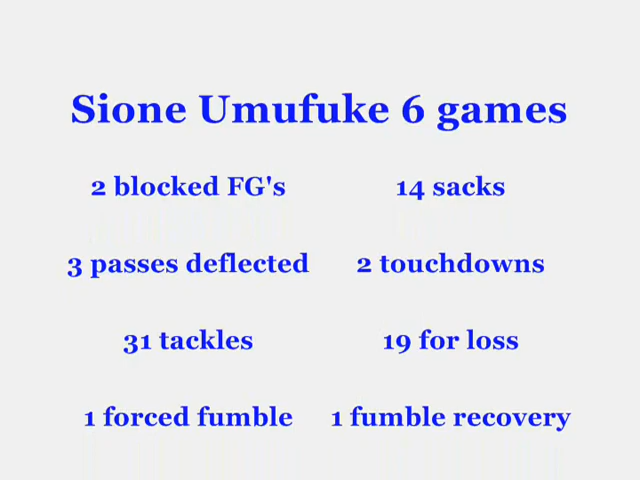 Sione Umufuke 6 games
2 blocked FG's 14 sacks
3 passes deflected 2 touchdowns
31 tackles 19 for loss
1 forced fumble 1 fumble recovery